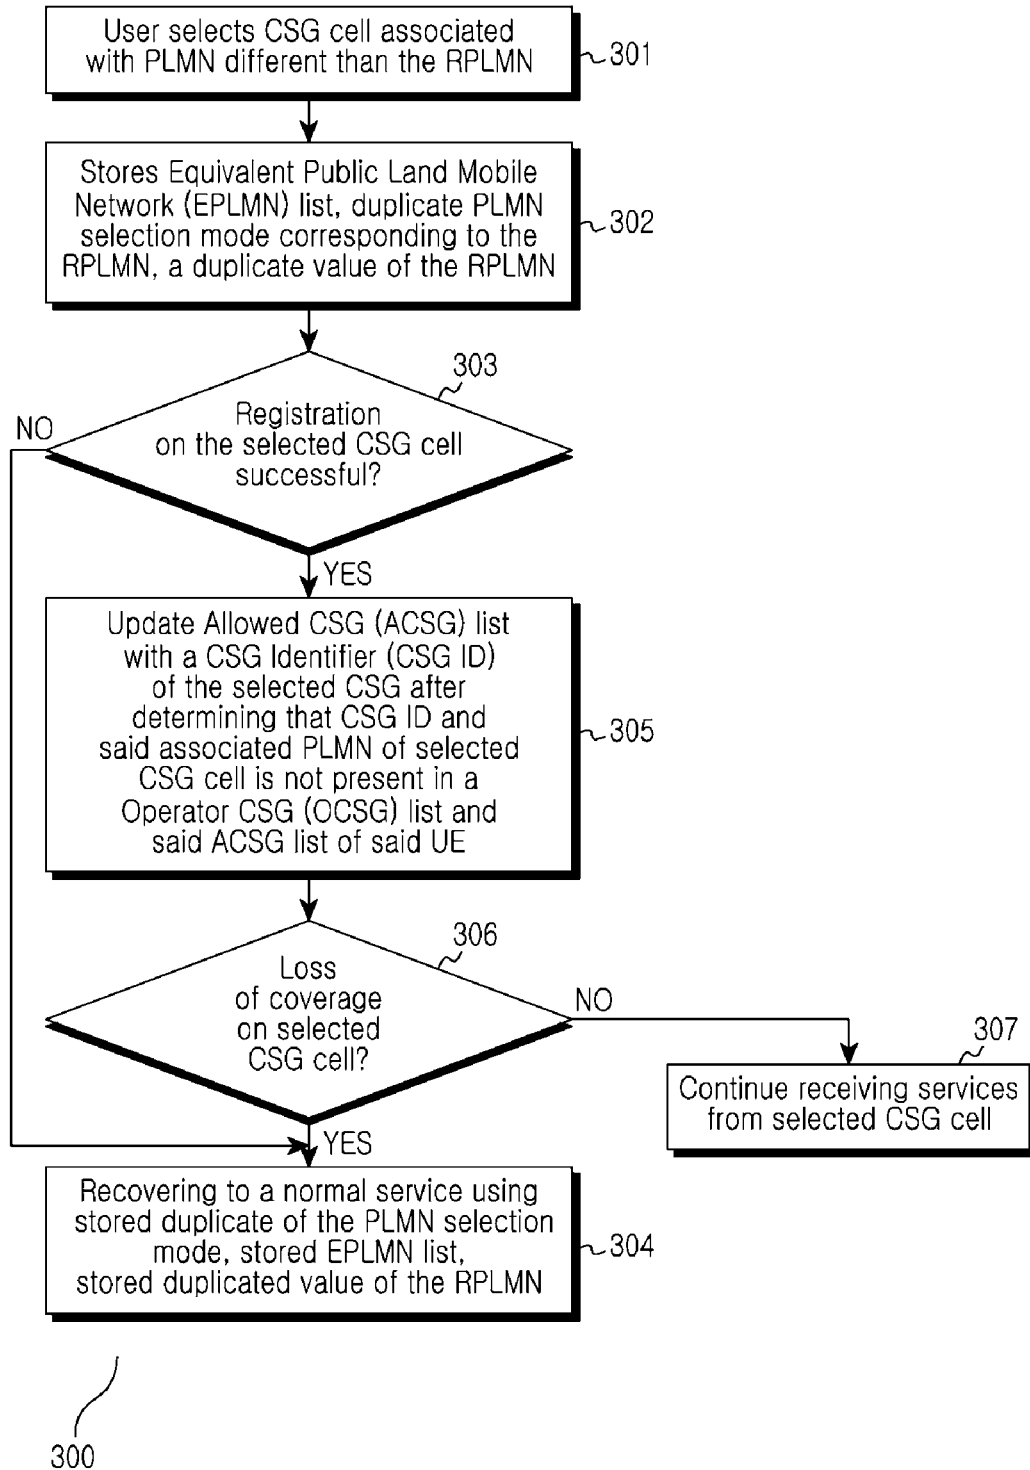 User selects CSG cell associated
with PLMN different than the RPLMN
301
Stores Equivalent Public Land Mobile
Network (EPLMN) list, duplicate PLMN
selection mode corresponding to the
RPLMN, a duplicate value of the RPLMN
302
303
Registration
on the selected CSG cell
successful?
NO
YES
Update Allowed CSG (ACSG) list
with a CSG Identifier (CSG ID)
of the selected CSG after
determining that CSG ID and
said associated PLMN of selected
CSG cell is not present in a
Operator CSG (OCSG) list and
said ACSG list of said UE
305
306
Loss
of coverage
on selected
CSG cell?
NO
307
Continue receiving services
from selected CSG cell
YES
Recovering to a normal service using
stored duplicate of the PLMN selection
mode, stored EPLMN list,
stored duplicated value of the RPLMN
304
300